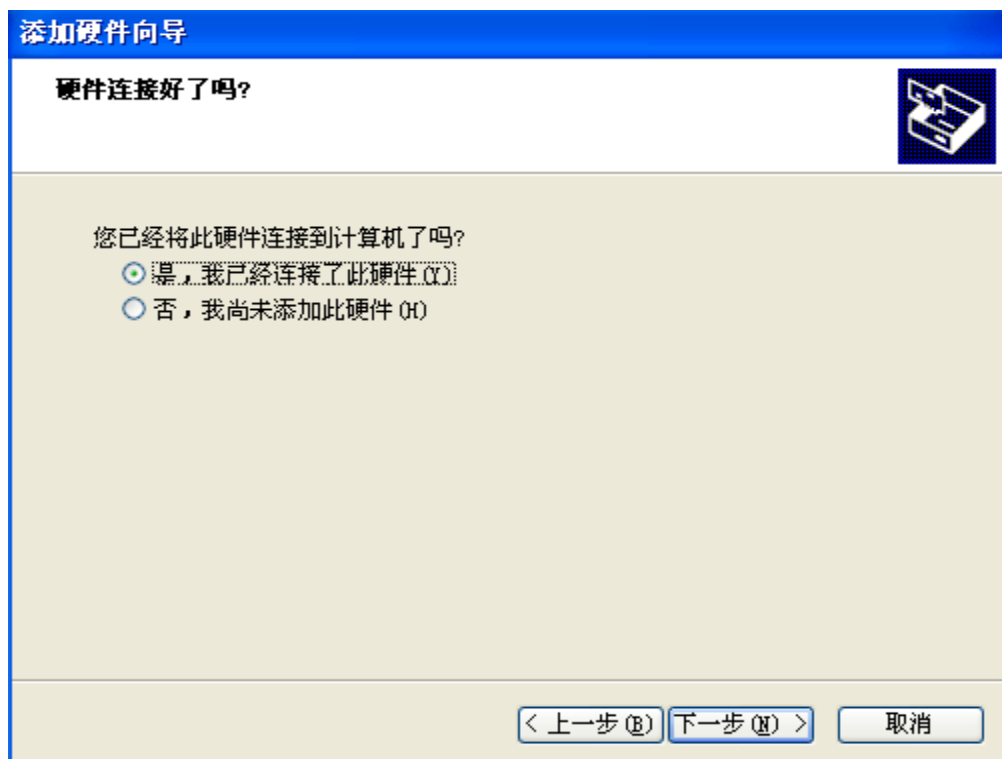 添加硬件向导
硬件连接好了吗?
您已经将此硬件连接到计算机了吗?
是，我已经连接了此硬件(Y)
否，我尚未添加此硬件(H)
< 上一步(B) 下一步(N) > 取消